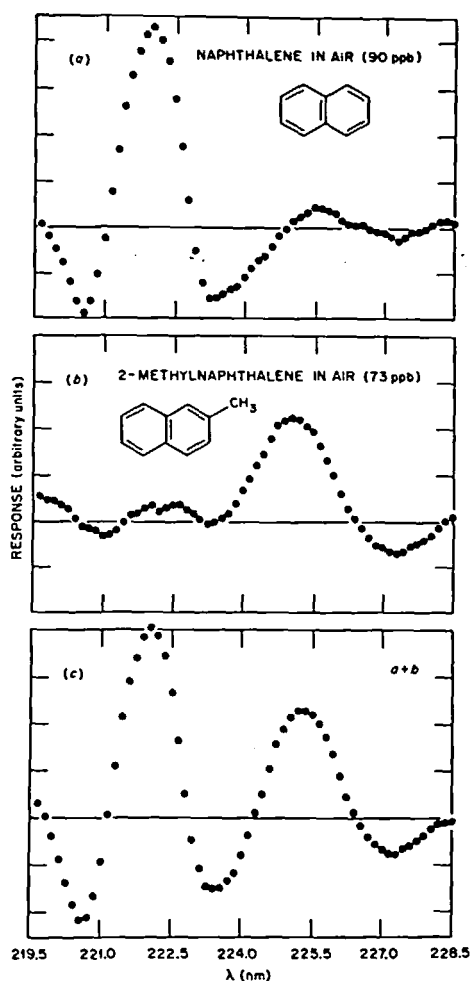 (a) NAPHTHALENE IN AIR (90 ppb)
(b) 2-METHYLNAPHTHALENE IN AIR (73 ppb)
CH3
RESPONSE (arbitrary units)
(c) a+b
219.5 221.0 222.5 224.0 225.5 227.0 228.5
λ (nm)